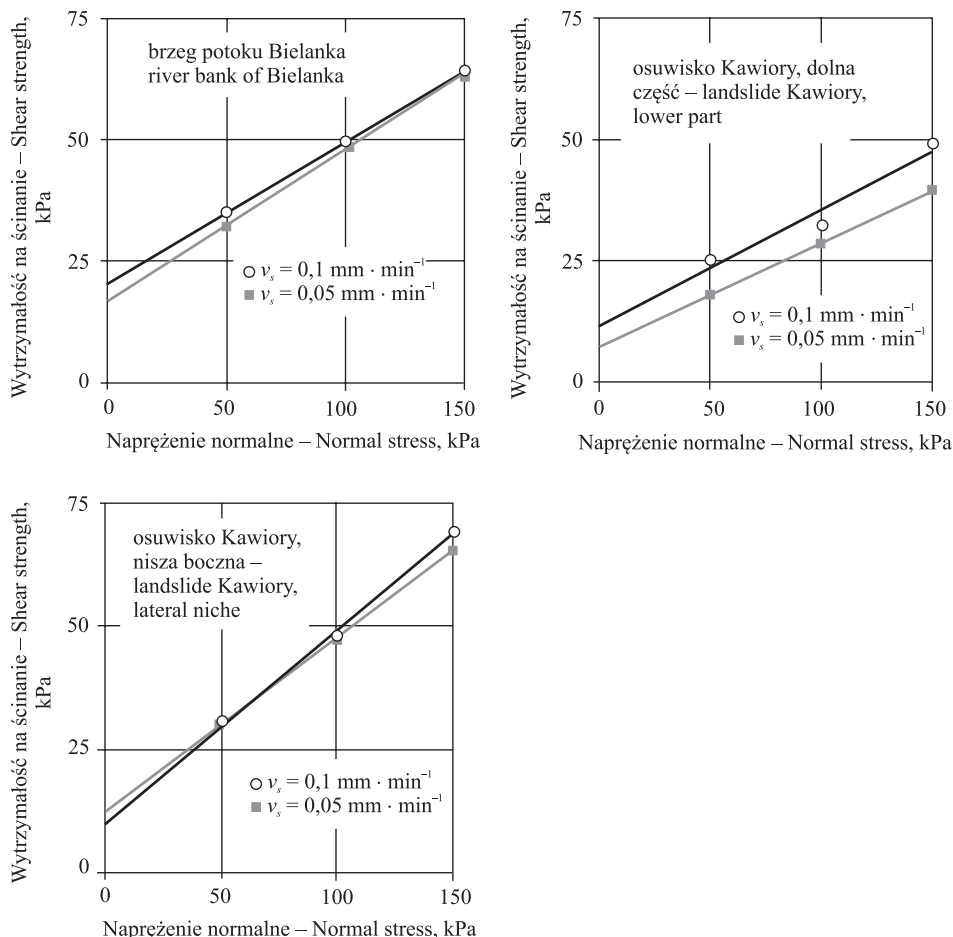 Wytrzymałość na ścinanie – Shear strength,
kPa
75
50
25
0
brzeg potoku Bielanka
river bank of Bielanka
vs = 0,1 mm · min–1
vs = 0,05 mm · min–1
0 50 100 150
Naprężenie normalne – Normal stress, kPa
Wytrzymałość na ścinanie – Shear strength,
kPa
75
50
25
0
osuwisko Kawiory, dolna
część – landslide Kawiory,
lower part
vs = 0,1 mm · min–1
vs = 0,05 mm · min–1
0 50 100 150
Naprężenie normalne – Normal stress, kPa
Wytrzymałość na ścinanie – Shear strength,
kPa
75
50
25
0
osuwisko Kawiory,
nisza boczna –
landslide Kawiory,
lateral niche
vs = 0,1 mm · min–1
vs = 0,05 mm · min–1
0 50 100 150
Naprężenie normalne – Normal stress, kPa